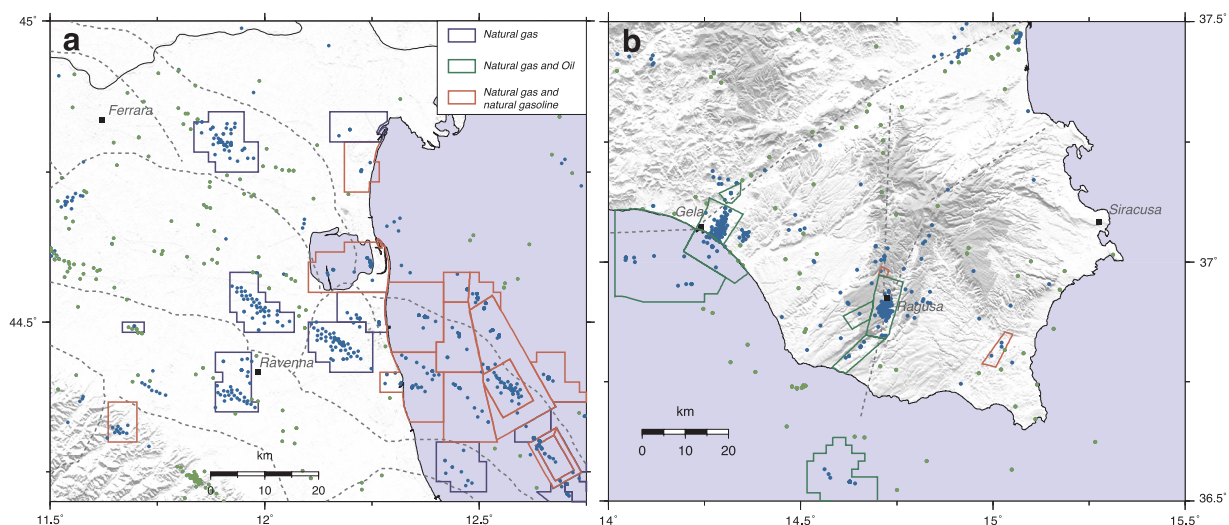 a
Natural gas
Natural gas and Oil
Natural gas and
natural gasoline
Ferrara
Ravenna
km
0 10 20
45°
44.5°
11.5° 12° 12.5°
b
Gela
Siracusa
Ragusa
km
0 10 20
37.5°
37°
36.5°
14° 14.5° 15° 15.5°